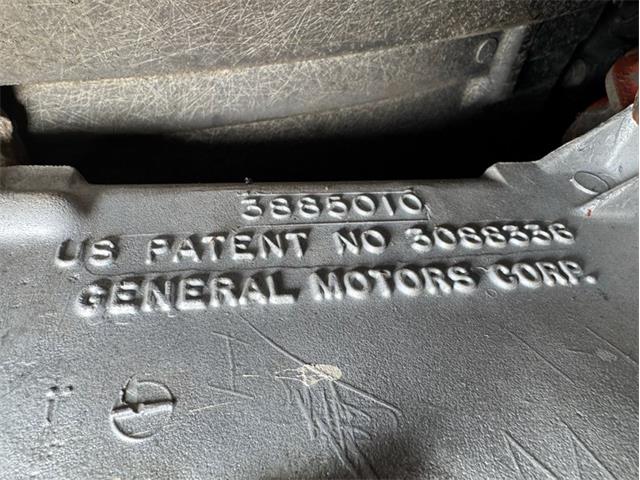 3885010
US PATENT NO 3088336
GENERAL MOTORS CORP.
T